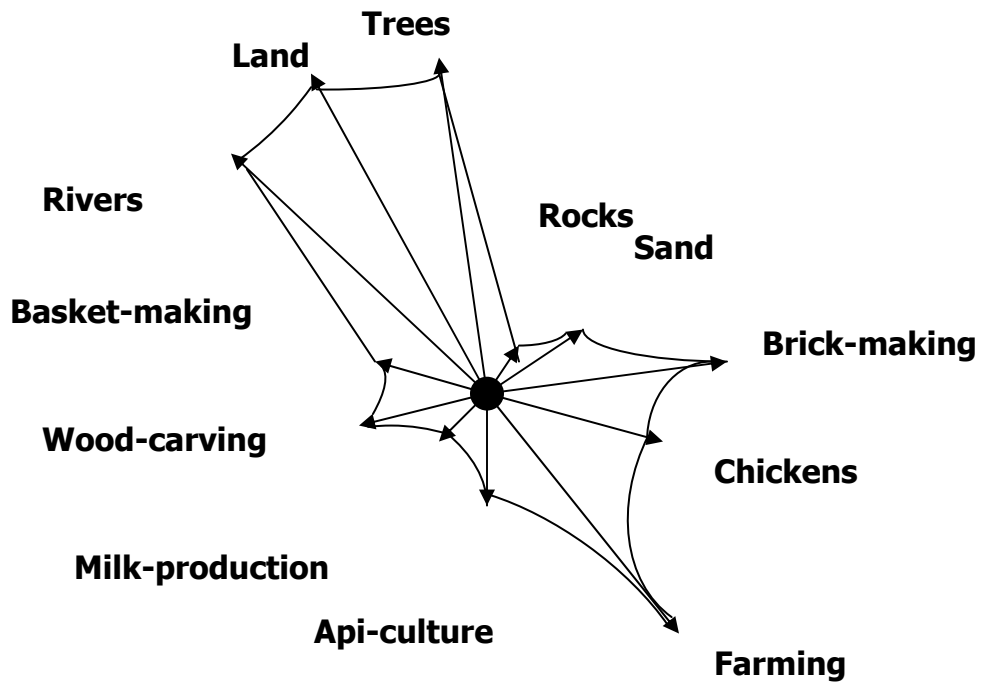 Trees
Land
Rivers
Rocks
Sand
Basket-making
Brick-making
Wood-carving
Chickens
Milk-production
Api-culture
Farming